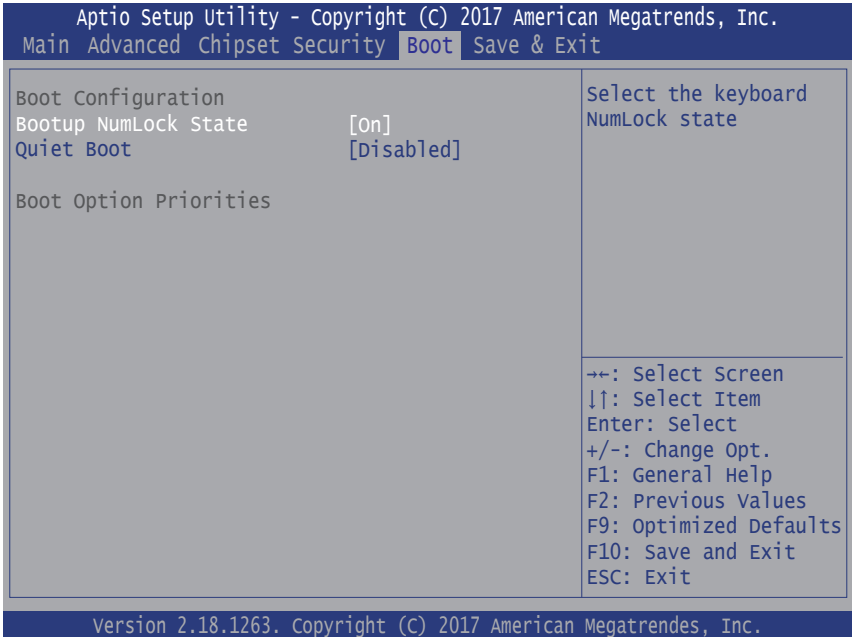 Aptio Setup Utility - Copyright (C) 2017 American Megatrends, Inc.
Main Advanced Chipset Security Boot Save & Exit
Boot Configuration
Bootup NumLock State [On]
Quiet Boot [Disabled]
Boot Option Priorities
Select the keyboard
NumLock state
→←: Select Screen
↓↑: Select Item
Enter: Select
+/-: Change Opt.
F1: General Help
F2: Previous Values
F9: Optimized Defaults
F10: Save and Exit
ESC: Exit
Version 2.18.1263. Copyright (C) 2017 American Megatrendes, Inc.